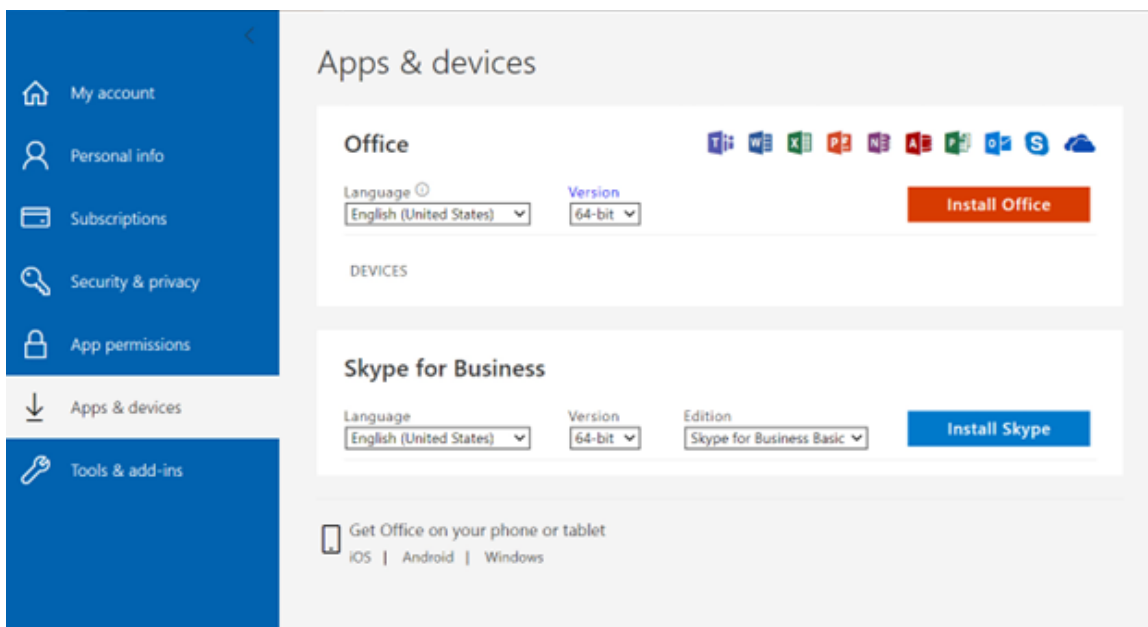 My account
Personal info
Subscriptions
Security & privacy
App permissions
Apps & devices
Tools & add-ins
Apps & devices
Office
Language Version
English (United States) 64-bit Install Office
DEVICES
Skype for Business
Language Version Edition
English (United States) 64-bit Skype for Business Basic Install Skype
Get Office on your phone or tablet
iOS | Android | Windows